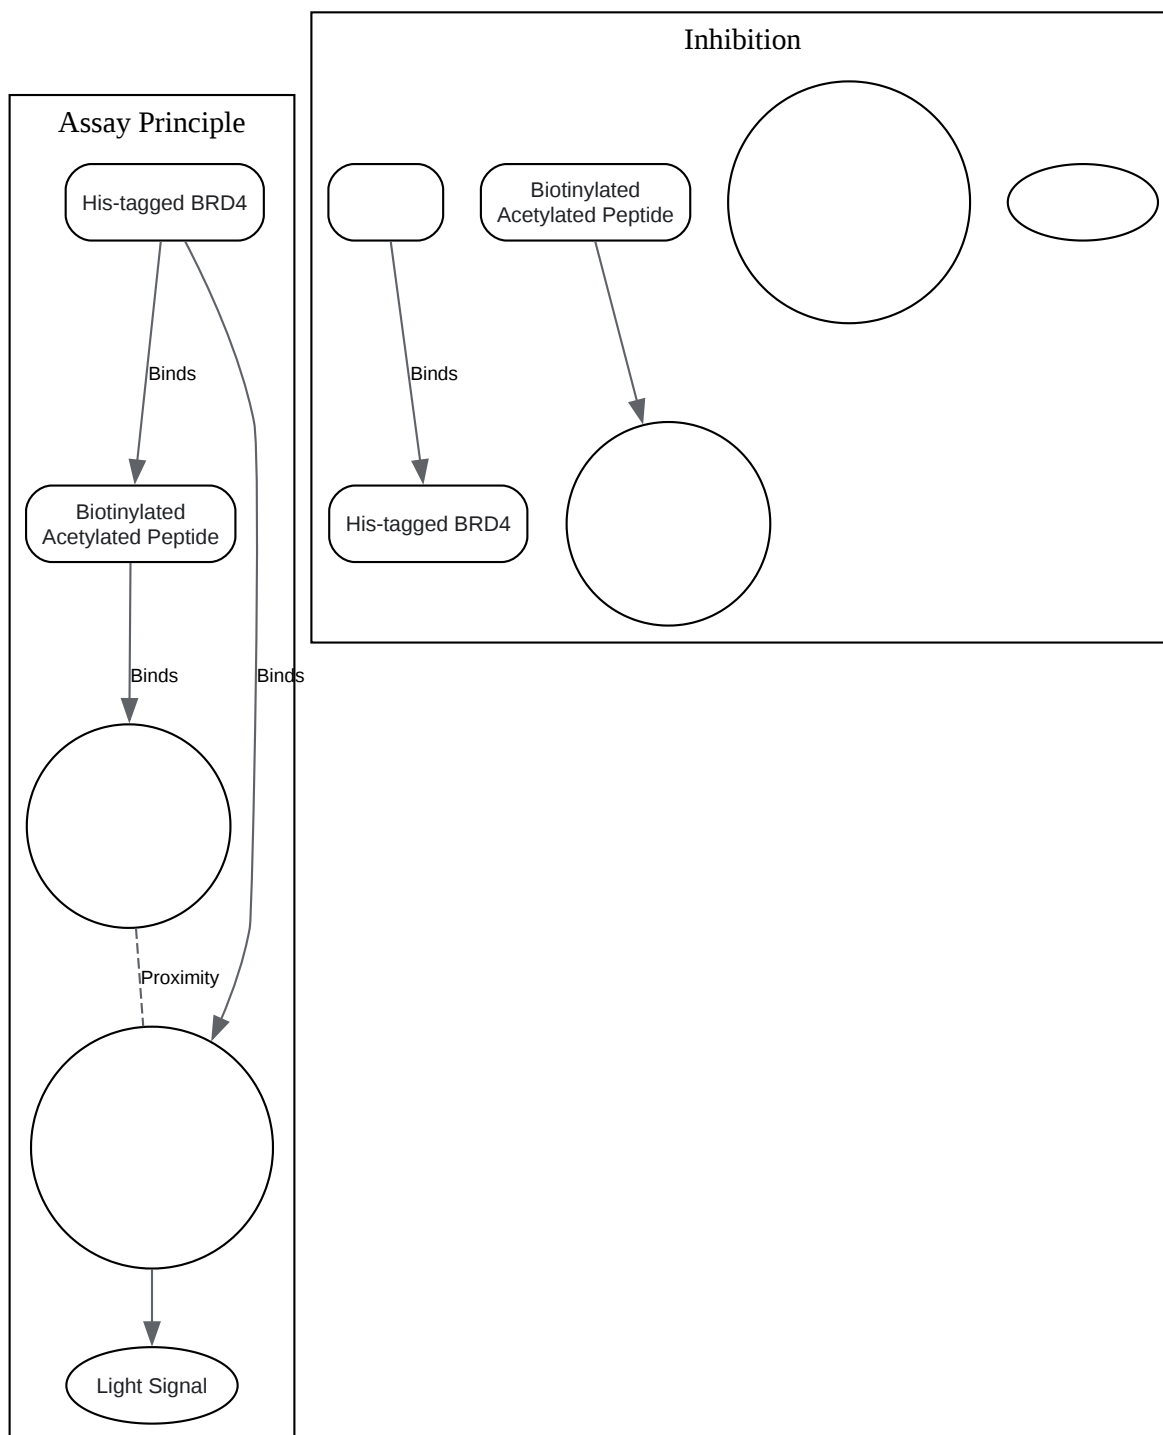 Assay Principle
His-tagged BRD4
Binds
Biotinylated
Acetylated Peptide
Binds
Binds
Proximity
Light Signal
Inhibition
Biotinylated
Acetylated Peptide
Binds
His-tagged BRD4